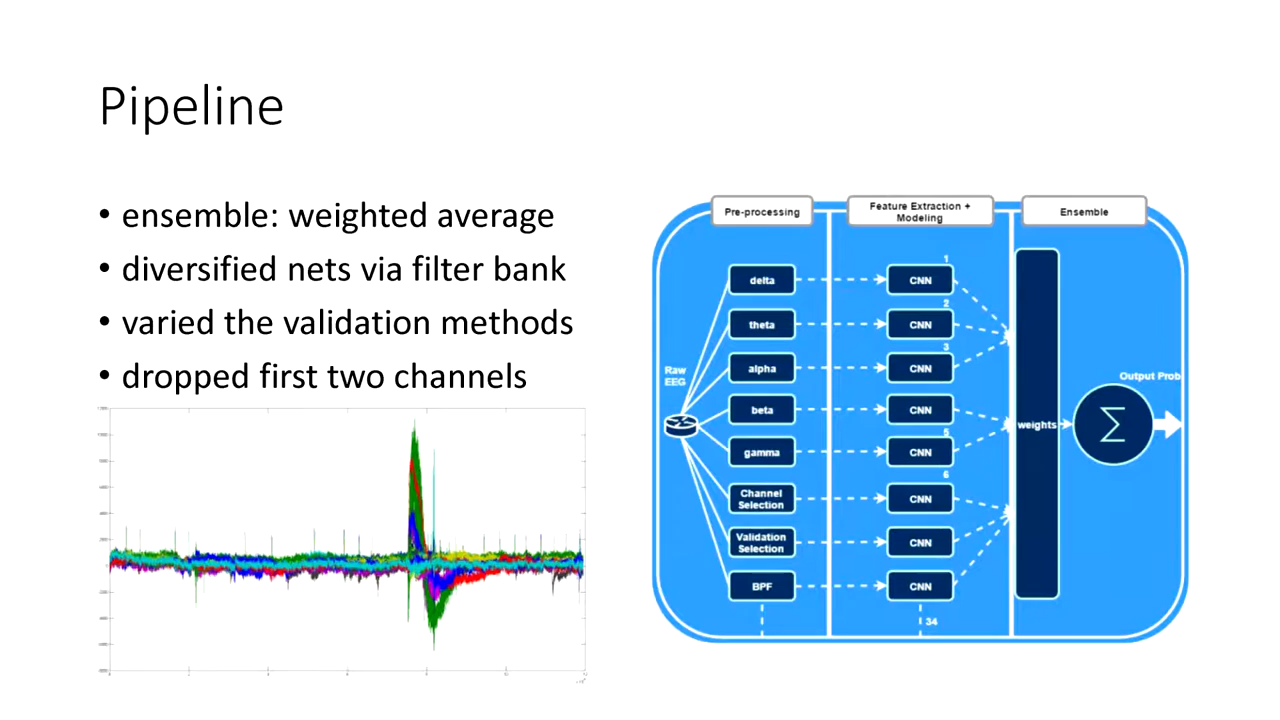 Pipeline
• ensemble: weighted average
• diversified nets via filter bank
• varied the validation methods
• dropped first two channels
Pre-processing
Feature Extraction +
Modeling
Ensemble
Raw
EEG
delta
theta
alpha
beta
gamma
Channel
Selection
Validation
Selection
BPF
1
CNN
2
CNN
3
CNN
CNN
5
CNN
6
CNN
CNN
CNN
34
weights
Σ
Output Prob